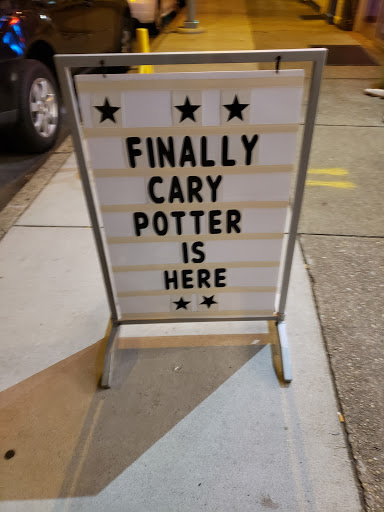 ★ ★ ★
FINALLY
CARY
POTTER
IS
HERE
★ ★